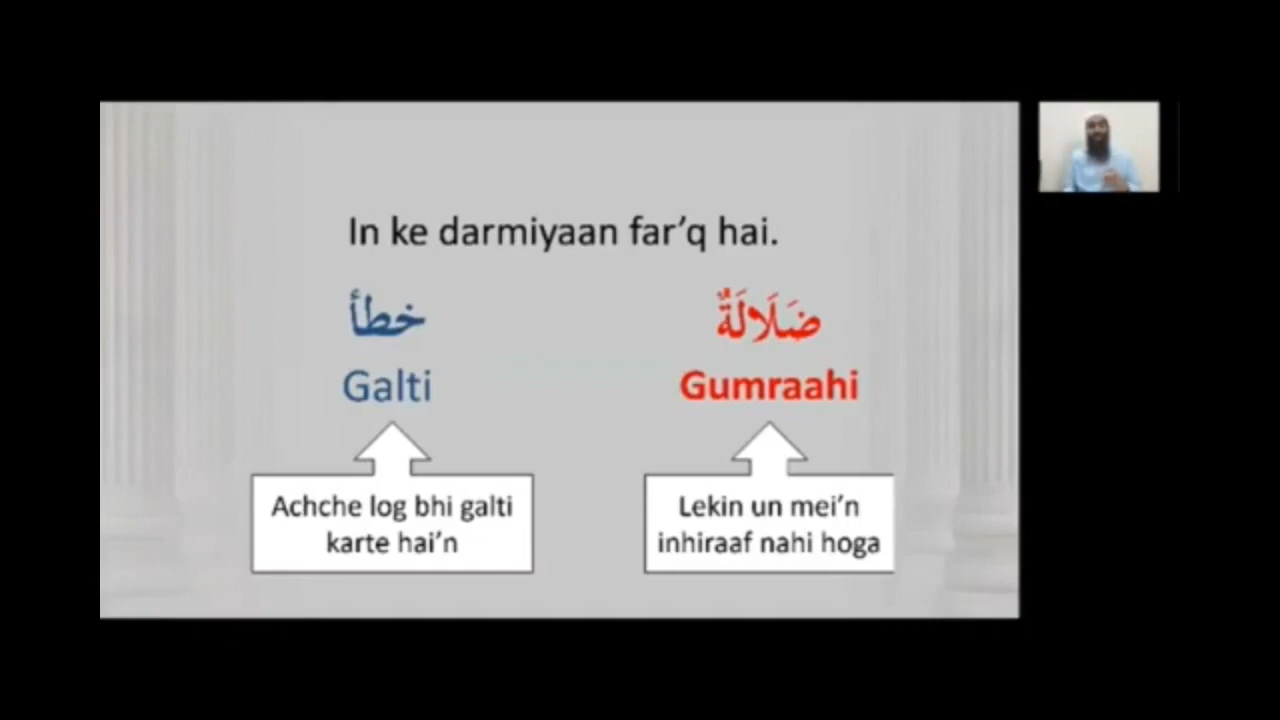 In ke darmiyaan far’q hai.
خطأ
ضَلَالَةٌ
Galti
Gumraahi
Achche log bhi galti
karte hai’n
Lekin un mei’n
inhiraaf nahi hoga